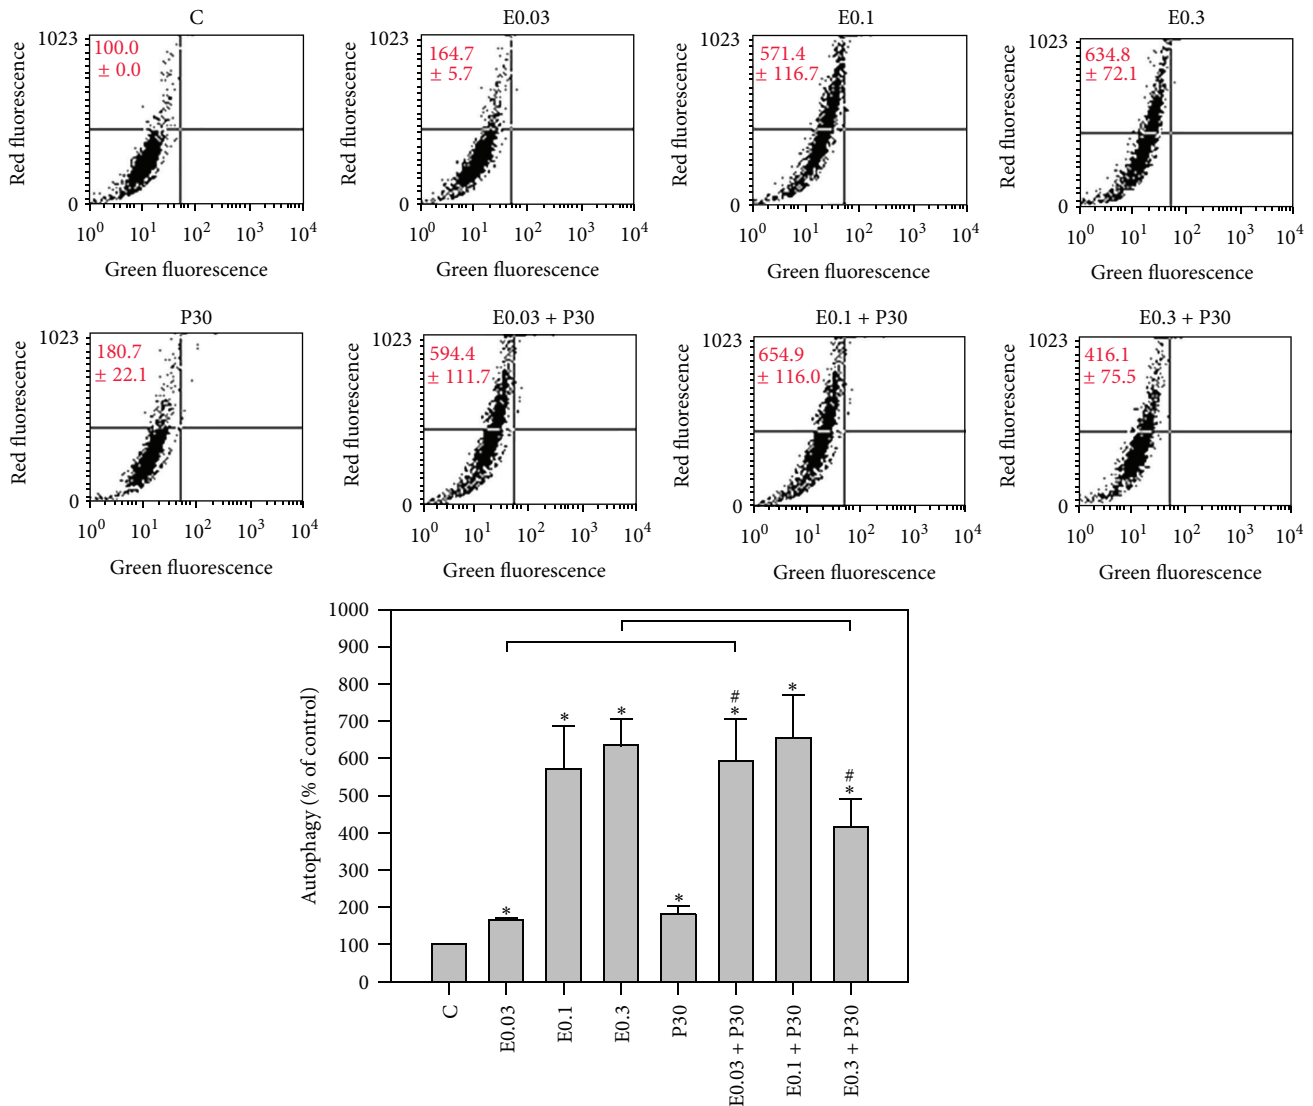 C
1023
100.0
± 0.0
Red fluorescence
0
10^0 10^1 10^2 10^3 10^4
Green fluorescence
E0.03
1023
164.7
± 5.7
Red fluorescence
0
10^0 10^1 10^2 10^3 10^4
Green fluorescence
E0.1
1023
571.4
± 116.7
Red fluorescence
0
10^0 10^1 10^2 10^3 10^4
Green fluorescence
E0.3
1023
634.8
± 72.1
Red fluorescence
0
10^0 10^1 10^2 10^3 10^4
Green fluorescence
P30
1023
180.7
± 22.1
Red fluorescence
0
10^0 10^1 10^2 10^3 10^4
Green fluorescence
E0.03 + P30
1023
594.4
± 111.7
Red fluorescence
0
10^0 10^1 10^2 10^3 10^4
Green fluorescence
E0.1 + P30
1023
654.9
± 116.0
Red fluorescence
0
10^0 10^1 10^2 10^3 10^4
Green fluorescence
E0.3 + P30
1023
416.1
± 75.5
Red fluorescence
0
10^0 10^1 10^2 10^3 10^4
Green fluorescence
Autophagy (% of control)
1000
900
800
700
600
500
400
300
200
100
0
*
*
*
*
#
*
*
#
*
C
E0.03
E0.1
E0.3
P30
E0.03 + P30
E0.1 + P30
E0.3 + P30